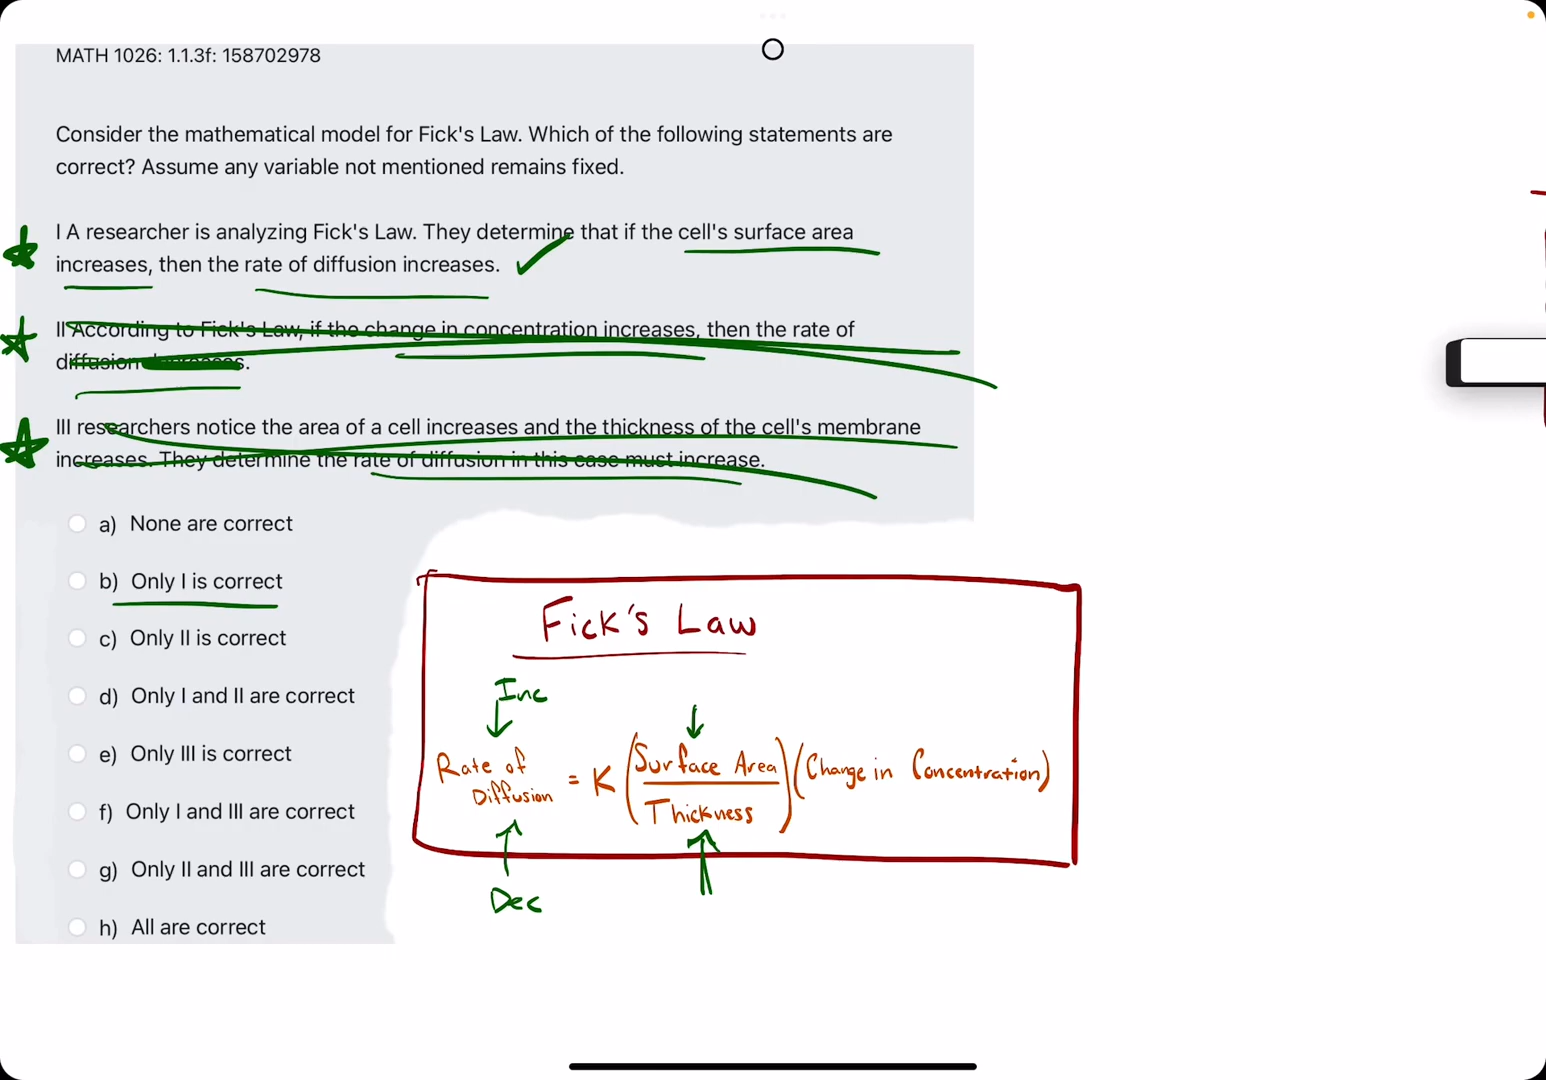 MATH 1026: 1.1.3f: 158702978
Consider the mathematical model for Fick's Law. Which of the following statements are
correct? Assume any variable not mentioned remains fixed.
I A researcher is analyzing Fick's Law. They determine that if the cell's surface area
increases, then the rate of diffusion increases.
II According to Fick's Law, if the change in concentration increases, then the rate of
diffusion
III researchers notice the area of a cell increases and the thickness of the cell's membrane
increases. They determine the rate of diffusion in this case must increase.
a) None are correct
b) Only I is correct
c) Only II is correct
d) Only I and II are correct
e) Only III is correct
f) Only I and III are correct
g) Only II and III are correct
h) All are correct
Fick's Law
Inc
Rate of Diffusion = K (Surface Area / Thickness) (Change in Concentration)
Dec